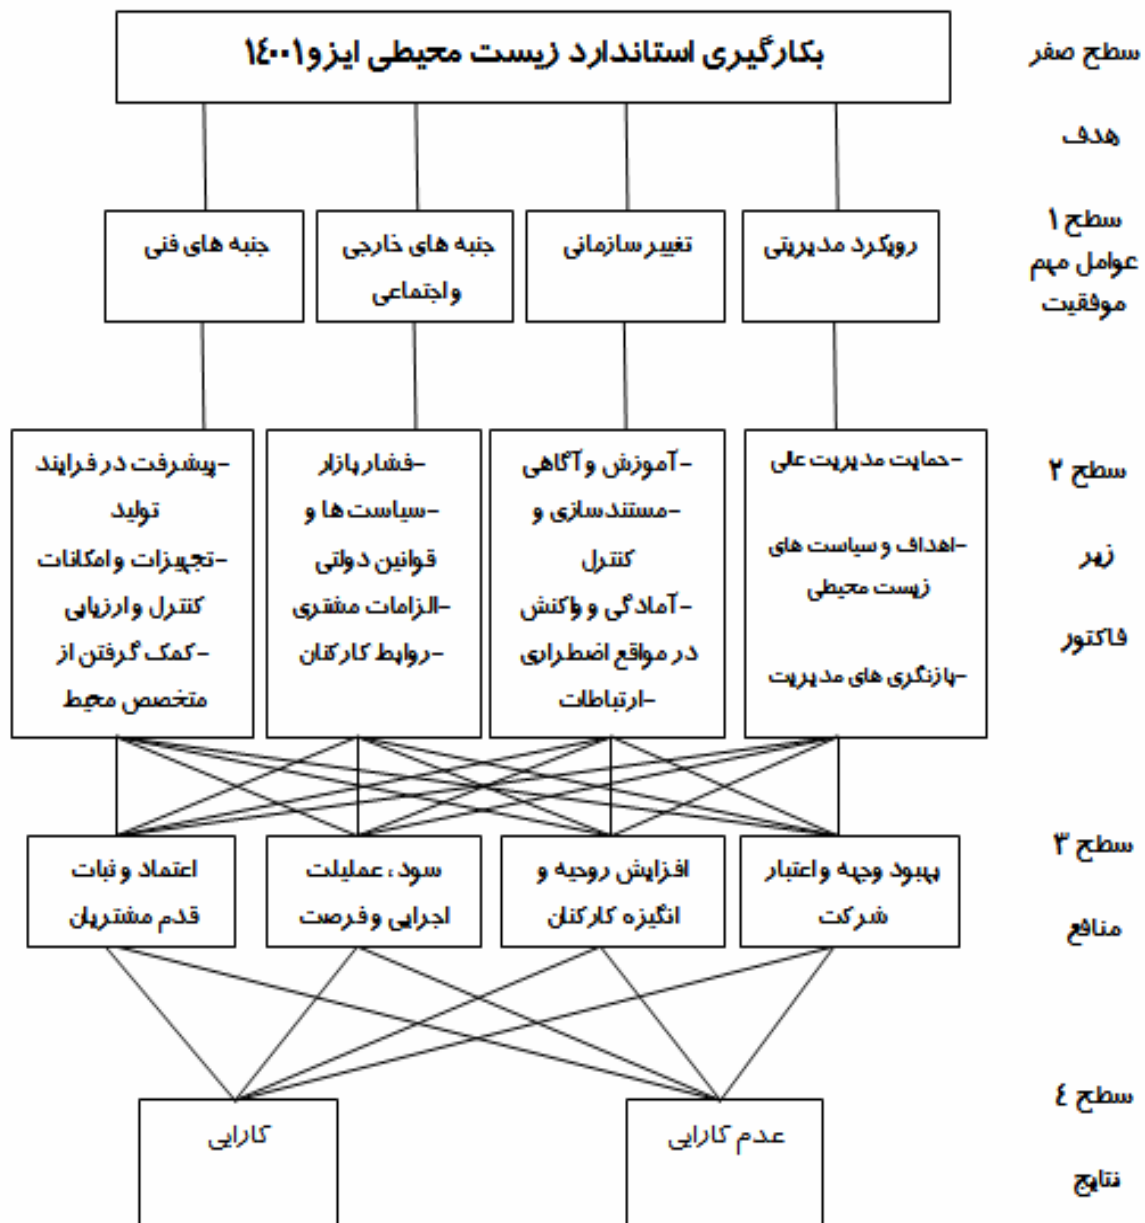 بکارگیری استاندارد زیست محیطی ایزو۱٤۰۰۱
سطح صفر
هدف
سطح ۱
عوامل مهم
موفقیت
رویکرد مدیریتی
تغییر سازمانی
جنبه های خارجی
و اجتماعی
جنبه های فنی
سطح ۲
زیر
فاکتور
-حمایت مدیریت عالی
-اهداف و سیاست های
زیست محیطی
-بازنگری های مدیریت
-آموزش و آگاهی
-مستندسازی و
کنترل
-آمادگی و واکنش
در مواقع اضطراری
-ارتباطات
-فشار بازار
-سیاست ها و
قوانین دولتی
-الزامات مشتری
-روابط کارکنان
-پیشرفت در فرایند
تولید
-تجهیزات و امکانات
کنترل و ارزیابی
-کمک گرفتن از
متخصص محیط
سطح ۳
منافع
بهبود وجهه و اعتبار
شرکت
افزایش روحیه و
انگیزه کارکنان
سود، عملیلت
اجرایی و فرصت
اعتماد و ثبات
قدم مشتریان
سطح ٤
نتایج
عدم کارایی
کارایی